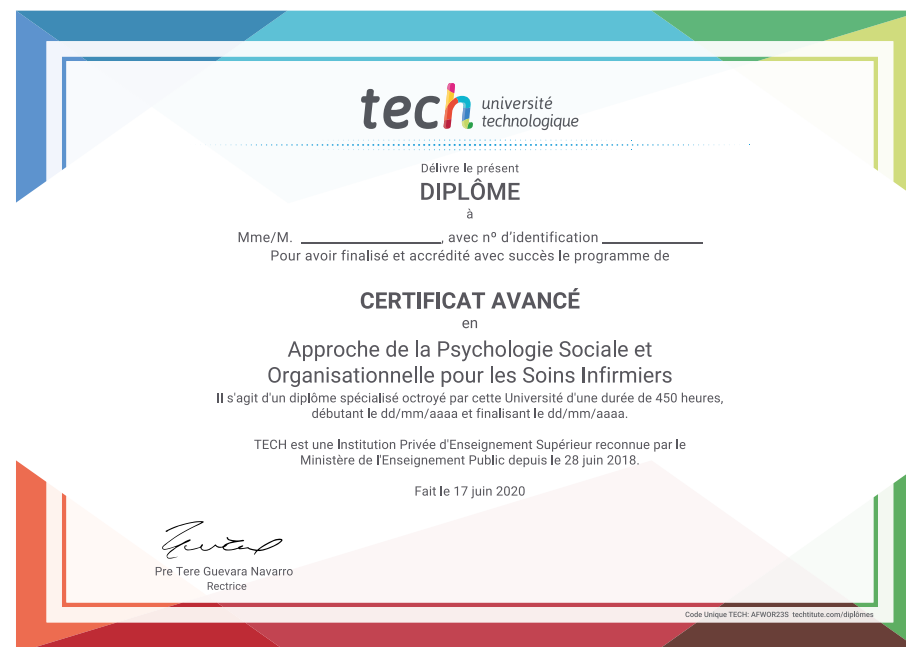 tech université
technologique
Délivre le présent
DIPLÔME
à
Mme/M. ____________________, avec nº d'identification ______________
Pour avoir finalisé et accrédité avec succès le programme de
CERTIFICAT AVANCÉ
en
Approche de la Psychologie Sociale et
Organisationnelle pour les Soins Infirmiers
Il s'agit d'un diplôme spécialisé octroyé par cette Université d'une durée de 450 heures,
débutant le dd/mm/aaaa et finalisant le dd/mm/aaaa.
TECH est une Institution Privée d'Enseignement Supérieur reconnue par le
Ministère de l'Enseignement Public depuis le 28 juin 2018.
Fait le 17 juin 2020
Pre Tere Guevara Navarro
Rectrice
Code Unique TECH: AFWOR23S techtitute.com/diplômes